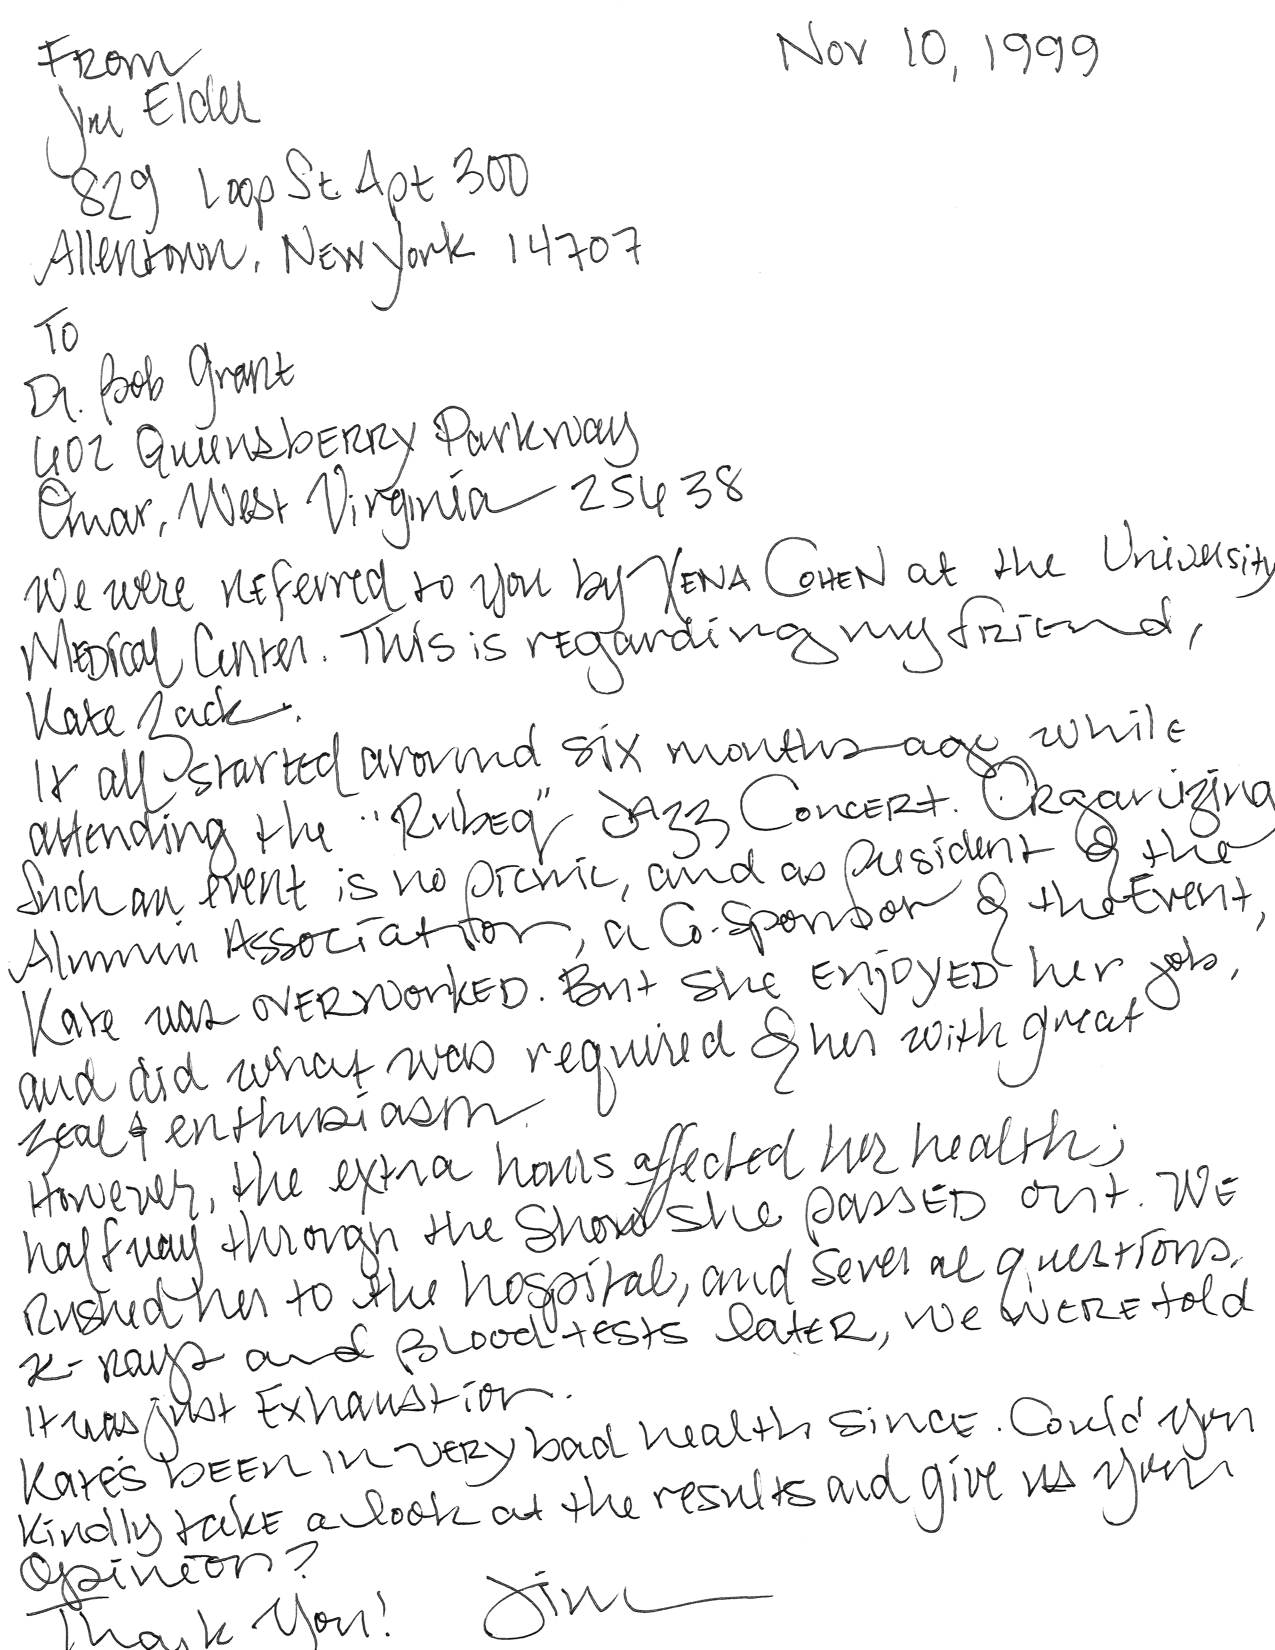 From
Nov 10, 1999
Jim Elder
829 Loop St. Apt 300
Allentown, New York 14707
To
Dr. Bob Grant
602 Queensberry Parkway
Omar, West Virginia 25638
We were referred to you by Xena Cohen at the University
Medical Center. This is regarding my friend,
Kate Zack.
It all started around six months ago while
attending the "Rubeq" Jazz Concert. Organizing
such an event is no picnic, and as President of the
Alumni Association, a Co-Sponsor of the Event,
Kate was overworked. But she enjoyed her job,
and did what was required of her with great
zeal & enthusiasm.
However, the extra hours affected her health;
halfway through the show she passed out. We
rushed her to the hospital, and several questions,
x-rays and blood tests later, we were told
it was just exhaustion.
Kate's been in very bad health since. Could you
kindly take a look at the results and give us your
opinion?
Thank You!
Jim